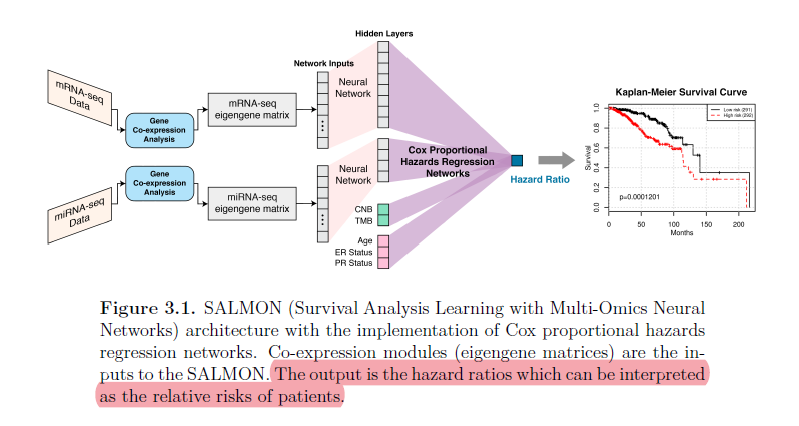 Hidden Layers
Network Inputs
mRNA-seq
Data
Gene
Co-expression
Analysis
mRNA-seq
eigengene matrix
Neural
Network
Gene
Co-expression
Analysis
miRNA-seq
Data
miRNA-seq
eigengene matrix
Neural
Network
Cox Proportional
Hazards Regression
Networks
CNB
TMB
Age
ER Status
PR Status
Hazard Ratio
Kaplan-Meier Survival Curve
Low risk (291)
High risk (292)
Survival
1.0
0.8
0.6
0.4
0.2
0.0
p=0.0001201
0 50 100 150 200
Months
Figure 3.1. SALMON (Survival Analysis Learning with Multi-Omics Neural
Networks) architecture with the implementation of Cox proportional hazards
regression networks. Co-expression modules (eigengene matrices) are the in-
puts to the SALMON. The output is the hazard ratios which can be interpreted
as the relative risks of patients.